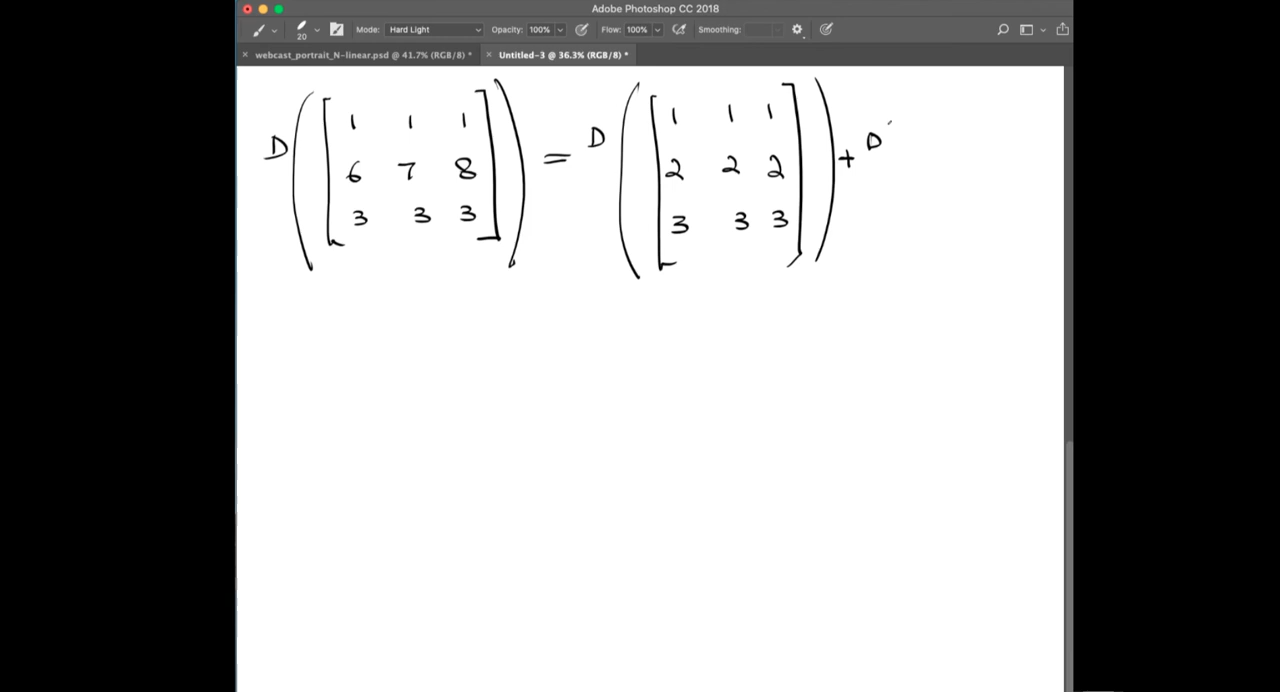 Adobe Photoshop CC 2018
20 Mode: Hard Light Opacity: 100% Flow: 100% Smoothing:
× webcast_portrait_N-linear.psd @ 41.7% (RGB/8) * × Untitled-3 @ 36.3% (RGB/8) *
1 1 1 1 1 1
D ( [ 6 7 8 ] ) = D ( [ 2 2 2 ] ) + D
3 3 3 3 3 3